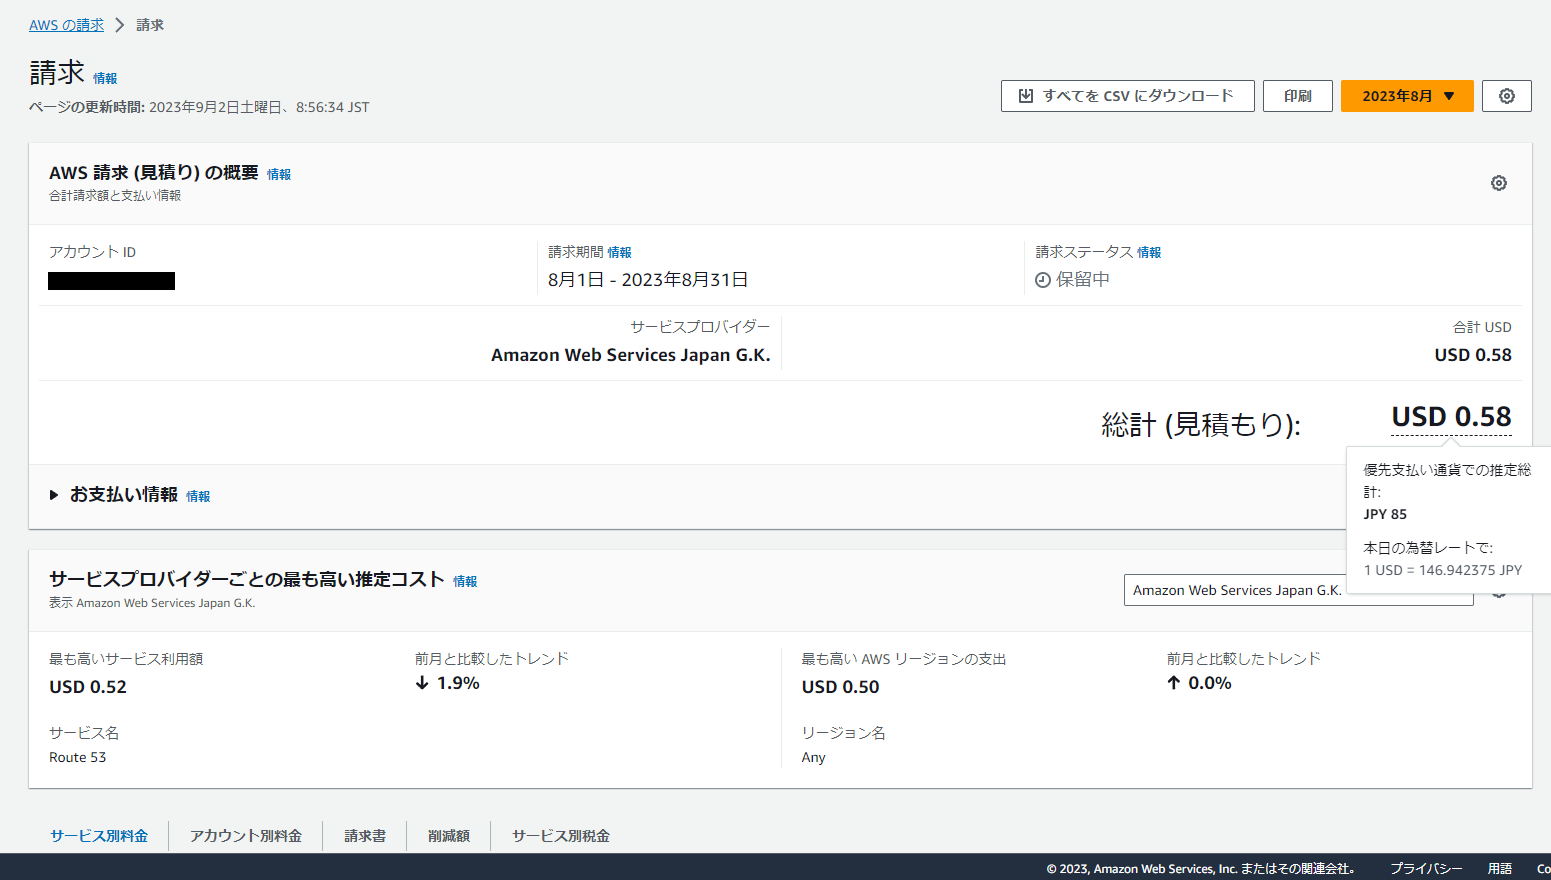 AWS の請求 > 請求
請求 情報
ページの更新時間: 2023年9月2日土曜日、8:56:34 JST
すべてを CSV にダウンロード
印刷
2023年8月 ▼
AWS 請求 (見積り) の概要 情報
合計請求額と支払い情報
アカウント ID
請求期間 情報
8月1日 - 2023年8月31日
請求ステータス 情報
保留中
サービスプロバイダー
Amazon Web Services Japan G.K.
合計 USD
USD 0.58
総計 (見積もり):
USD 0.58
優先支払い通貨での推定総
計:
JPY 85
本日の為替レートで:
1 USD = 146.942375 JPY
お支払い情報 情報
サービスプロバイダーごとの最も高い推定コスト 情報
表示 Amazon Web Services Japan G.K.
Amazon Web Services Japan G.K.
最も高いサービス利用額
USD 0.52
前月と比較したトレンド
↓ 1.9%
サービス名
Route 53
最も高い AWS リージョンの支出
USD 0.50
前月と比較したトレンド
↑ 0.0%
リージョン名
Any
サービス別料金
アカウント別料金
請求書
削減額
サービス別税金
© 2023, Amazon Web Services, Inc. またはその関連会社。
プライバシー
用語
Co